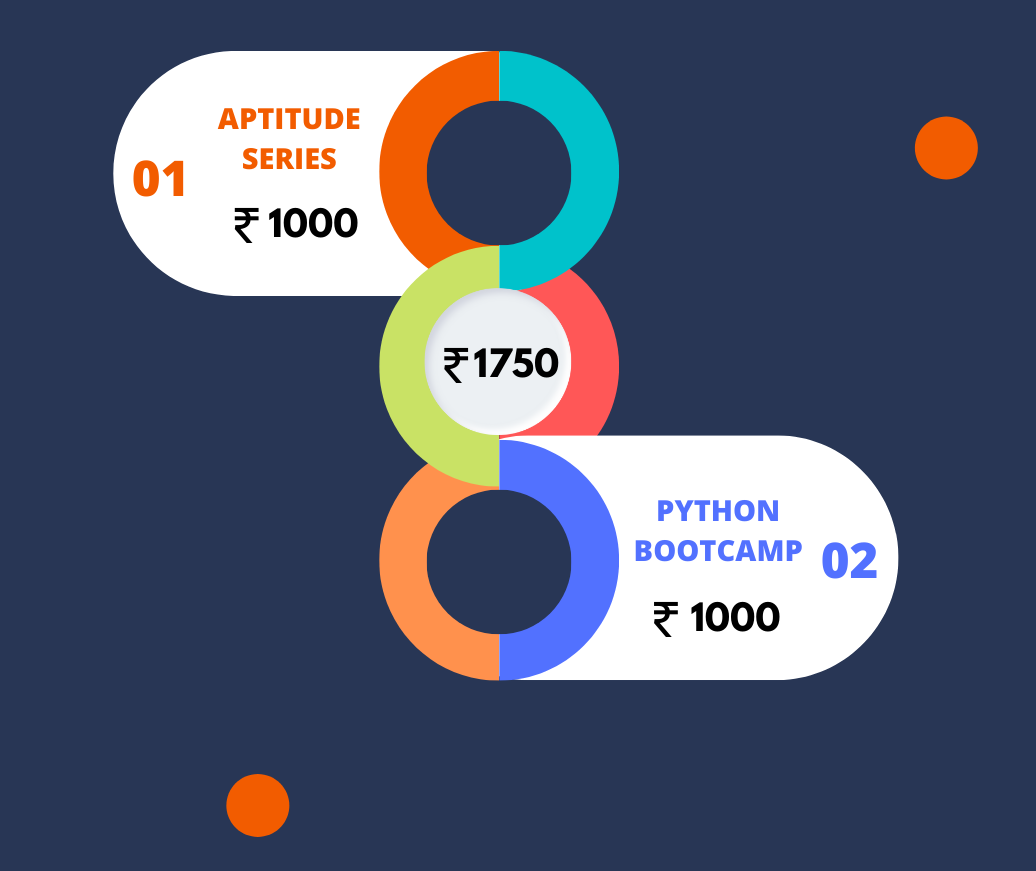 01
APTITUDE
SERIES
₹ 1000
₹1750
PYTHON
BOOTCAMP
02
₹ 1000